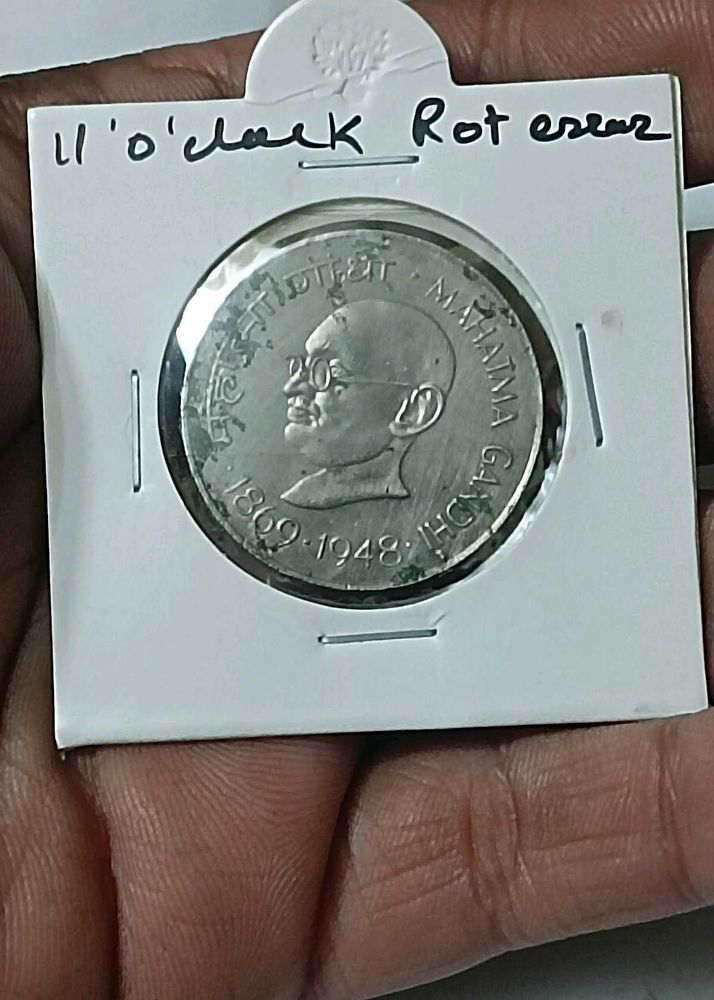 11 'o'clock Rot error
महात्मा गांधी · MAHATMA GANDHI
· 1869 · 1948 ·